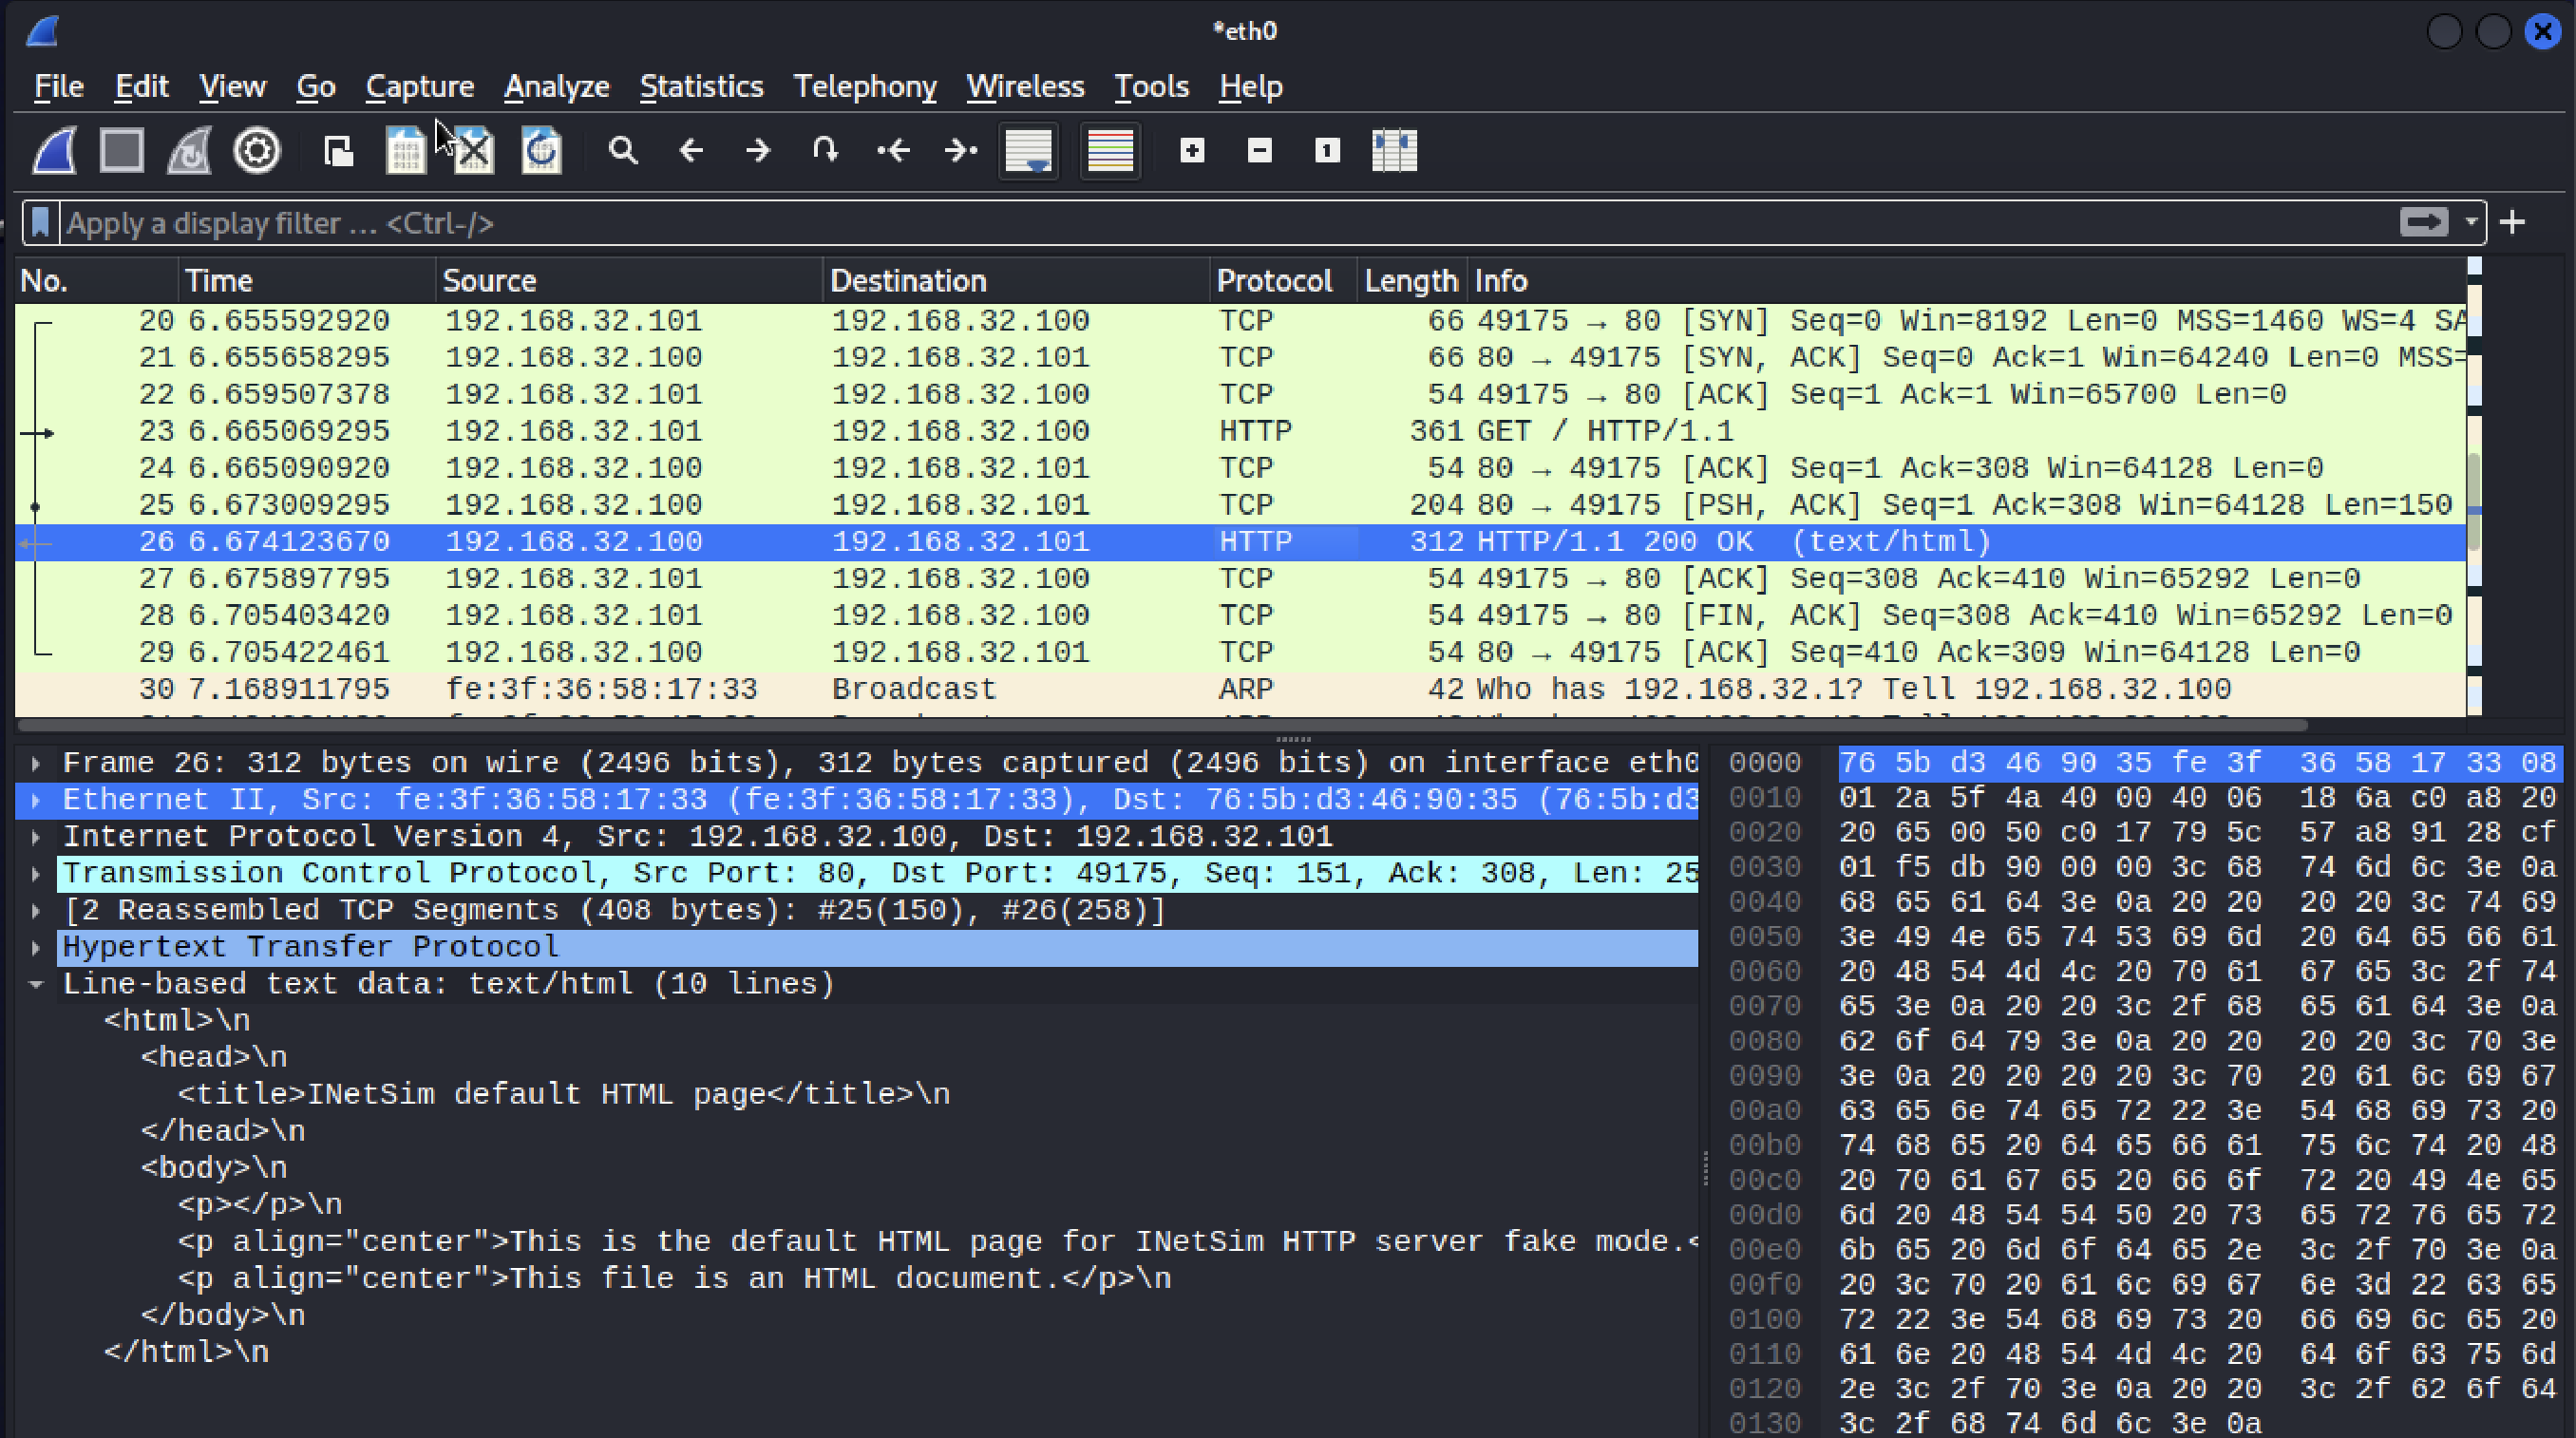 *eth0
File Edit View Go Capture Analyze Statistics Telephony Wireless Tools Help
Apply a display filter … <Ctrl-/>
No. Time Source Destination Protocol Length Info
20 6.655592920 192.168.32.101 192.168.32.100 TCP 66 49175 → 80 [SYN] Seq=0 Win=8192 Len=0 MSS=1460 WS=4 SA
21 6.655658295 192.168.32.100 192.168.32.101 TCP 66 80 → 49175 [SYN, ACK] Seq=0 Ack=1 Win=64240 Len=0 MSS=
22 6.659507378 192.168.32.101 192.168.32.100 TCP 54 49175 → 80 [ACK] Seq=1 Ack=1 Win=65700 Len=0
23 6.665069295 192.168.32.101 192.168.32.100 HTTP 361 GET / HTTP/1.1
24 6.665090920 192.168.32.100 192.168.32.101 TCP 54 80 → 49175 [ACK] Seq=1 Ack=308 Win=64128 Len=0
25 6.673009295 192.168.32.100 192.168.32.101 TCP 204 80 → 49175 [PSH, ACK] Seq=1 Ack=308 Win=64128 Len=150
26 6.674123670 192.168.32.100 192.168.32.101 HTTP 312 HTTP/1.1 200 OK (text/html)
27 6.675897795 192.168.32.101 192.168.32.100 TCP 54 49175 → 80 [ACK] Seq=308 Ack=410 Win=65292 Len=0
28 6.705403420 192.168.32.101 192.168.32.100 TCP 54 49175 → 80 [FIN, ACK] Seq=308 Ack=410 Win=65292 Len=0
29 6.705422461 192.168.32.100 192.168.32.101 TCP 54 80 → 49175 [ACK] Seq=410 Ack=309 Win=64128 Len=0
30 7.168911795 fe:3f:36:58:17:33 Broadcast ARP 42 Who has 192.168.32.1? Tell 192.168.32.100
Frame 26: 312 bytes on wire (2496 bits), 312 bytes captured (2496 bits) on interface eth0
Ethernet II, Src: fe:3f:36:58:17:33 (fe:3f:36:58:17:33), Dst: 76:5b:d3:46:90:35 (76:5b:d3
Internet Protocol Version 4, Src: 192.168.32.100, Dst: 192.168.32.101
Transmission Control Protocol, Src Port: 80, Dst Port: 49175, Seq: 151, Ack: 308, Len: 25
[2 Reassembled TCP Segments (408 bytes): #25(150), #26(258)]
Hypertext Transfer Protocol
Line-based text data: text/html (10 lines)
<html>\n
<head>\n
<title>INetSim default HTML page</title>\n
</head>\n
<body>\n
<p></p>\n
<p align="center">This is the default HTML page for INetSim HTTP server fake mode.<
<p align="center">This file is an HTML document.</p>\n
</body>\n
</html>\n
0000 76 5b d3 46 90 35 fe 3f 36 58 17 33 08
0010 01 2a 5f 4a 40 00 40 06 18 6a c0 a8 20
0020 20 65 00 50 c0 17 79 5c 57 a8 91 28 cf
0030 01 f5 db 90 00 00 3c 68 74 6d 6c 3e 0a
0040 68 65 61 64 3e 0a 20 20 20 20 3c 74 69
0050 3e 49 4e 65 74 53 69 6d 20 64 65 66 61
0060 20 48 54 4d 4c 20 70 61 67 65 3c 2f 74
0070 65 3e 0a 20 20 3c 2f 68 65 61 64 3e 0a
0080 62 6f 64 79 3e 0a 20 20 20 20 3c 70 3e
0090 3e 0a 20 20 20 20 3c 70 20 61 6c 69 67
00a0 63 65 6e 74 65 72 22 3e 54 68 69 73 20
00b0 74 68 65 20 64 65 66 61 75 6c 74 20 48
00c0 20 70 61 67 65 20 66 6f 72 20 49 4e 65
00d0 6d 20 48 54 54 50 20 73 65 72 76 65 72
00e0 6b 65 20 6d 6f 64 65 2e 3c 2f 70 3e 0a
00f0 20 3c 70 20 61 6c 69 67 6e 3d 22 63 65
0100 72 22 3e 54 68 69 73 20 66 69 6c 65 20
0110 61 6e 20 48 54 4d 4c 20 64 6f 63 75 6d
0120 2e 3c 2f 70 3e 0a 20 20 3c 2f 62 6f 64
0130 3c 2f 68 74 6d 6c 3e 0a